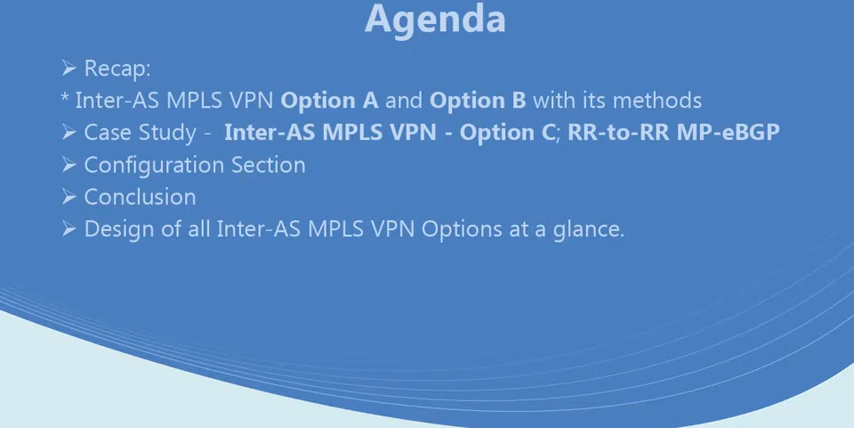 Agenda
➢ Recap:
* Inter-AS MPLS VPN Option A and Option B with its methods
➢ Case Study - Inter-AS MPLS VPN - Option C; RR-to-RR MP-eBGP
➢ Configuration Section
➢ Conclusion
➢ Design of all Inter-AS MPLS VPN Options at a glance.